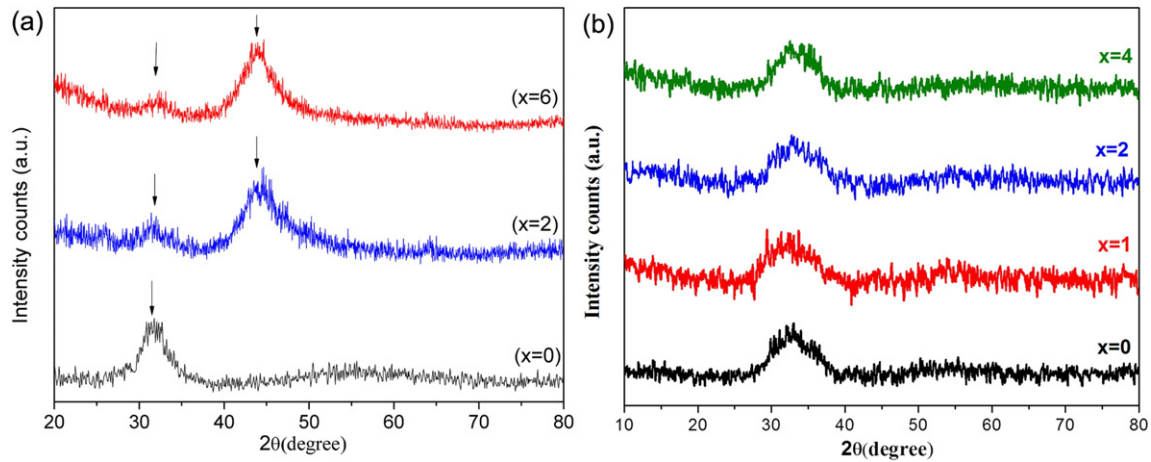 (a)
(x=6)
(x=2)
(x=0)
Intensity counts (a.u.)
20 30 40 50 60 70 80
2θ(degree)
(b)
x=4
x=2
x=1
x=0
Intensity counts (a.u.)
10 20 30 40 50 60 70 80
2θ(degree)